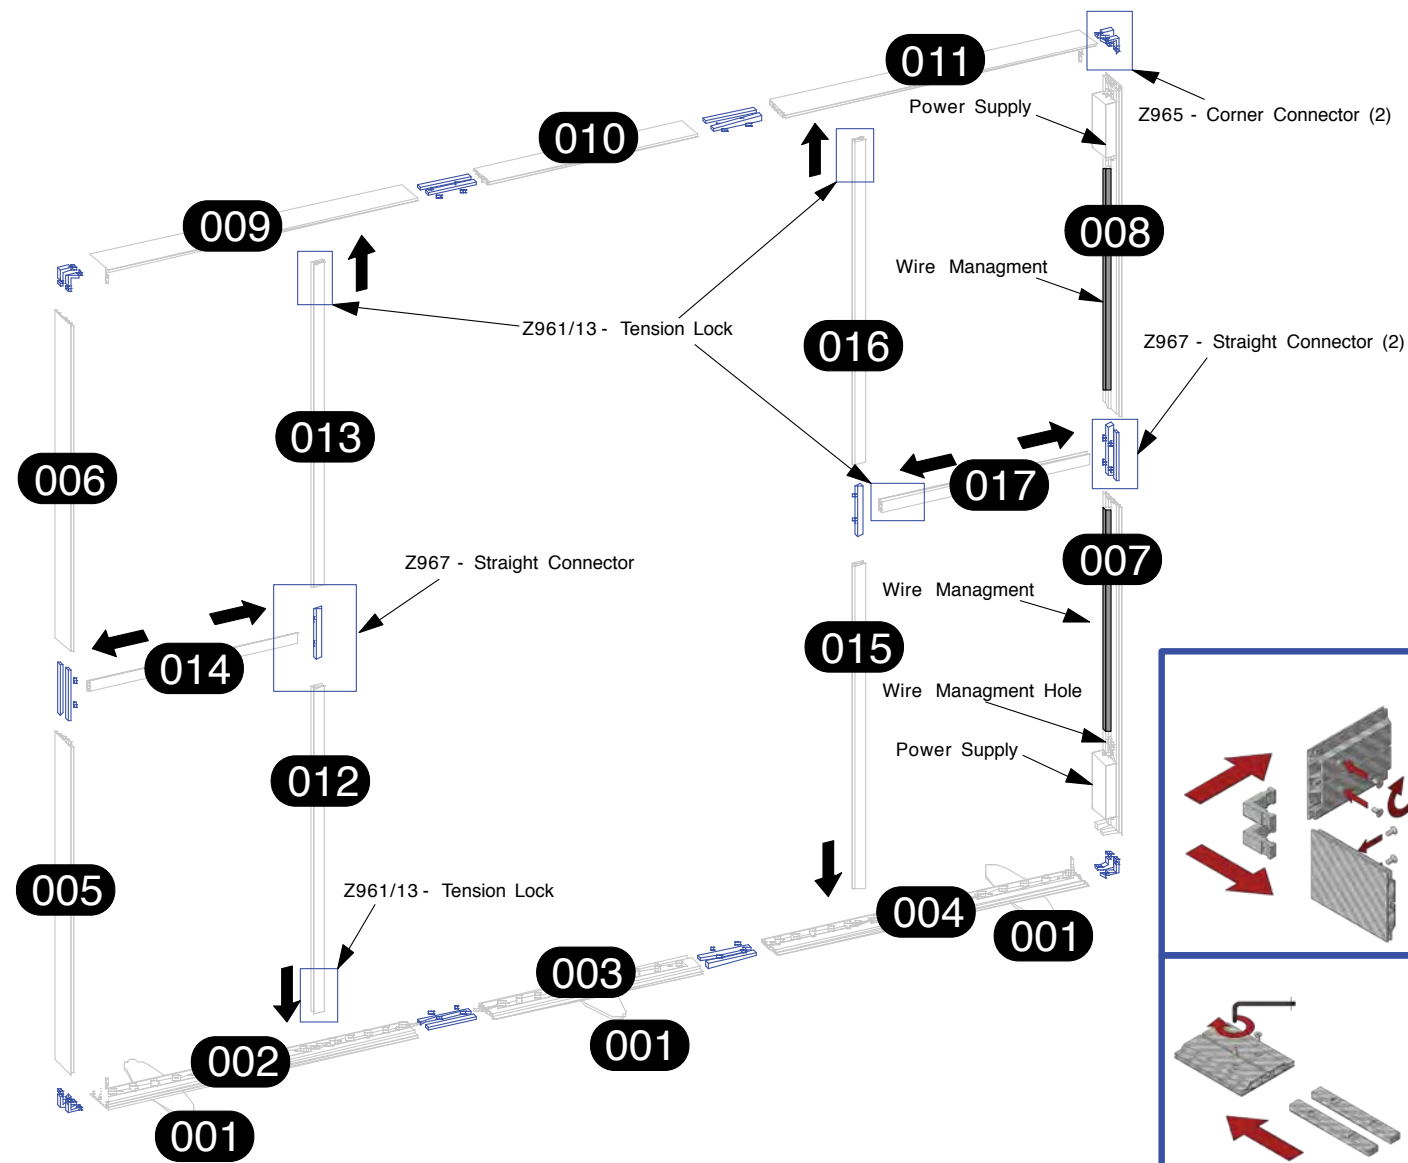 011
Power Supply
Z965 - Corner Connector (2)
010
009
008
Wire Managment
Z961/13 - Tension Lock
016
Z967 - Straight Connector (2)
013
006
017
Z967 - Straight Connector
007
Wire Managment
014
015
Wire Managment Hole
Power Supply
012
005
Z961/13 - Tension Lock
004
001
003
001
002
001